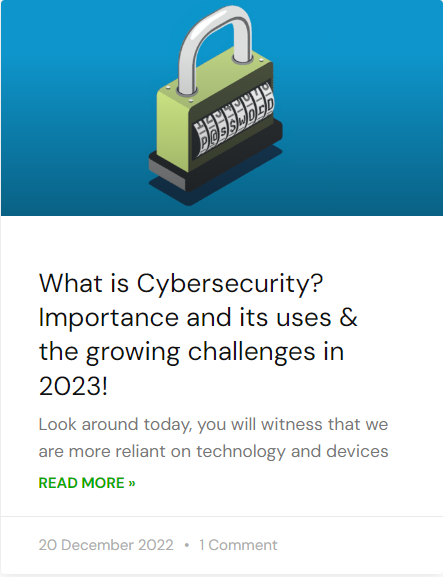 P@$$W0rD
What is Cybersecurity?
Importance and its uses &
the growing challenges in
2023!
Look around today, you will witness that we
are more reliant on technology and devices
READ MORE »
20 December 2022 • 1 Comment